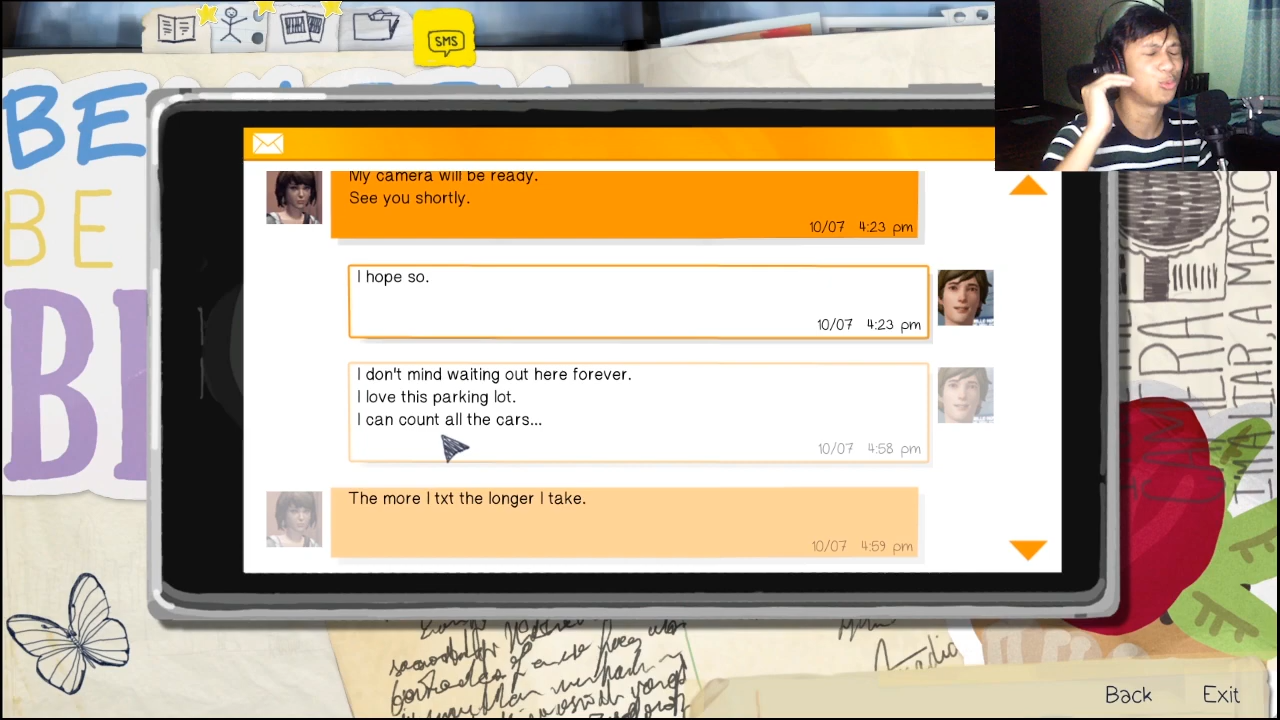 SMS
BE
BE
My camera will be ready.
See you shortly.
10/07 4:23 pm
I hope so.
10/07 4:23 pm
I don't mind waiting out here forever.
I love this parking lot.
I can count all the cars...
10/07 4:58 pm
The more I txt the longer I take.
10/07 4:59 pm
Back
Exit